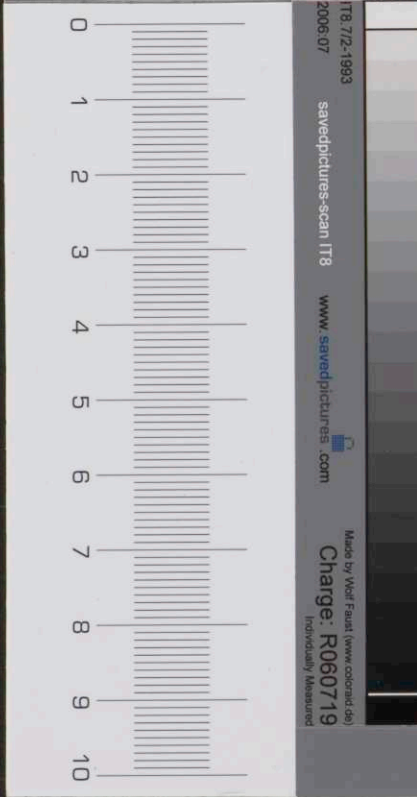 0
1
2
3
4
5
6
7
8
9
10
IT8.7/2-1993
2006:07
savedpictures-scan IT8
www.savedpictures.com
Made by Wolf Faust (www.coloraid.de)
Charge: R060719
Individually Measured